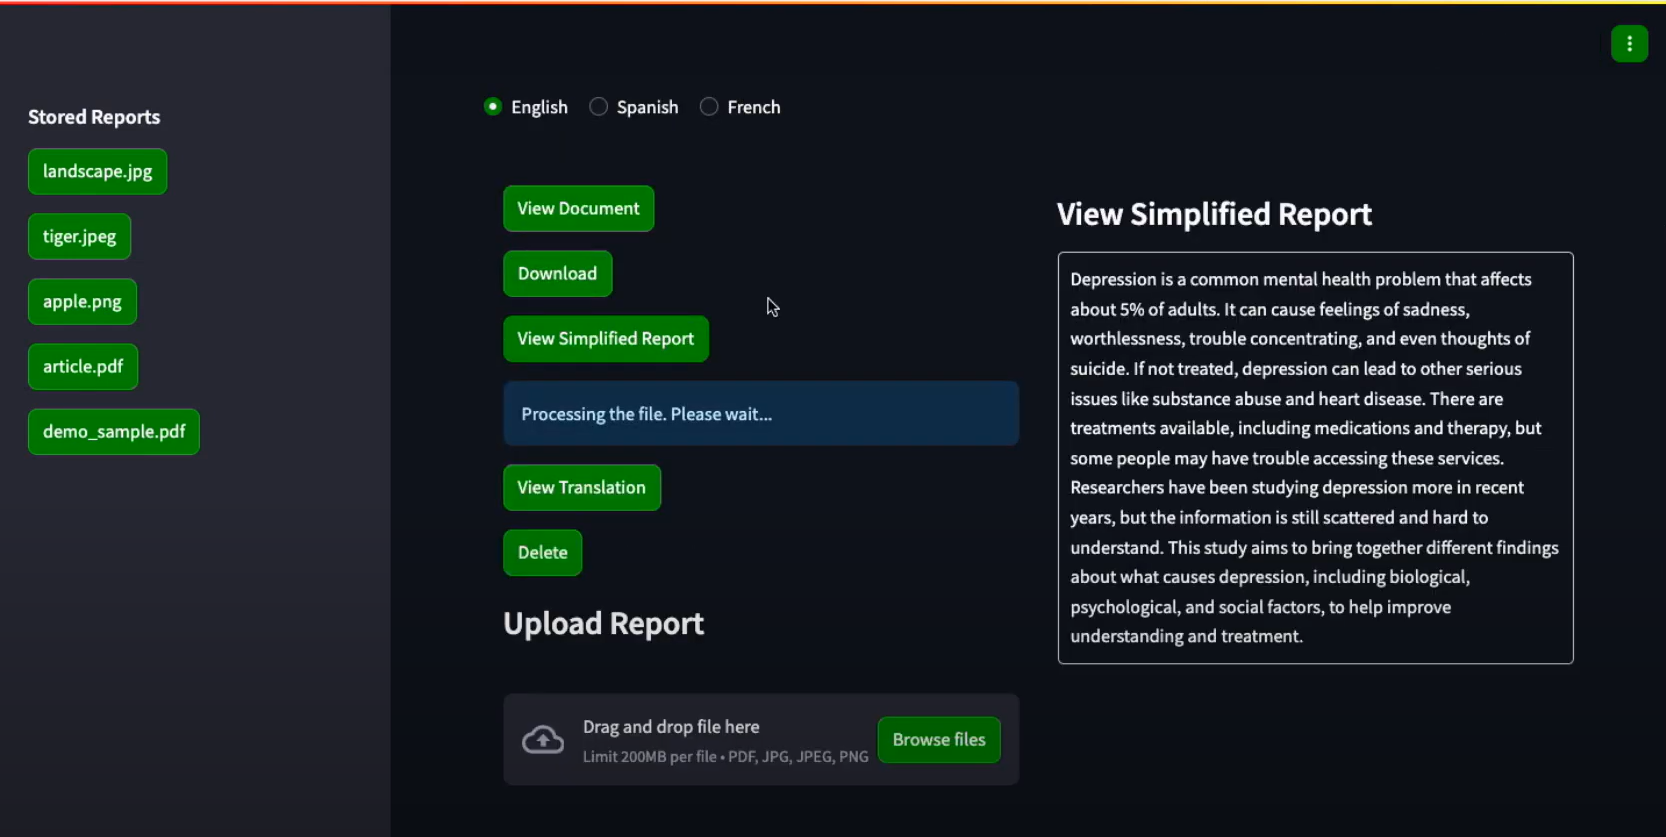 Stored Reports
landscape.jpg
tiger.jpeg
apple.png
article.pdf
demo_sample.pdf
English Spanish French
View Document
Download
View Simplified Report
Processing the file. Please wait...
View Translation
Delete
Upload Report
Drag and drop file here
Limit 200MB per file • PDF, JPG, JPEG, PNG
Browse files
View Simplified Report
Depression is a common mental health problem that affects
about 5% of adults. It can cause feelings of sadness,
worthlessness, trouble concentrating, and even thoughts of
suicide. If not treated, depression can lead to other serious
issues like substance abuse and heart disease. There are
treatments available, including medications and therapy, but
some people may have trouble accessing these services.
Researchers have been studying depression more in recent
years, but the information is still scattered and hard to
understand. This study aims to bring together different findings
about what causes depression, including biological,
psychological, and social factors, to help improve
understanding and treatment.